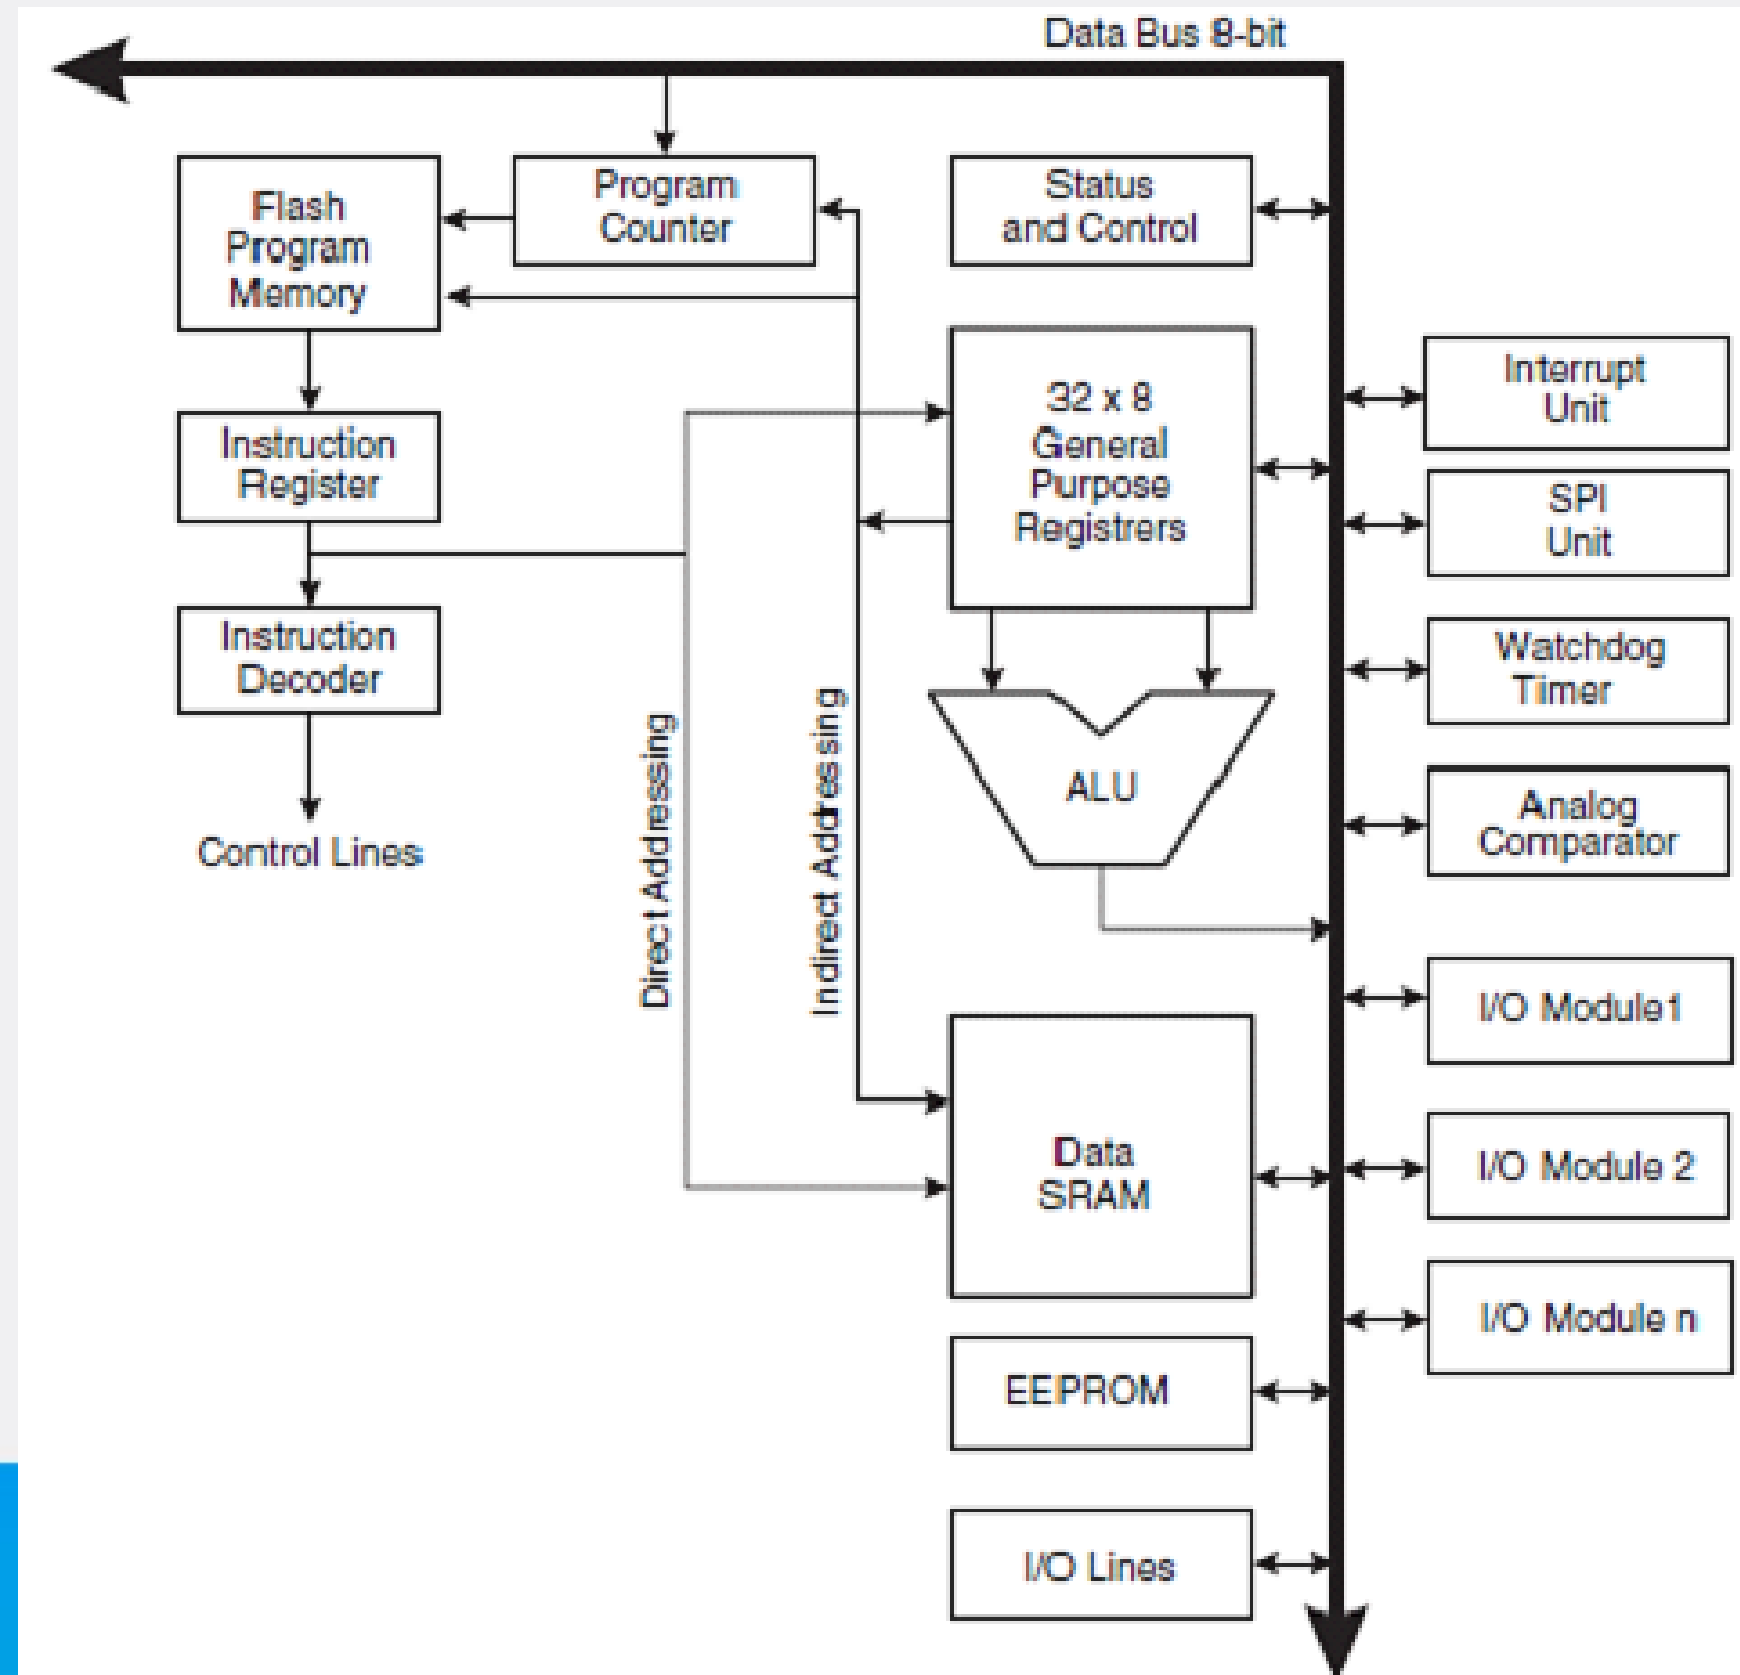 Data Bus 8-bit
Flash
Program
Memory
Program
Counter
Status
and Control
Instruction
Register
32 x 8
General
Purpose
Registrers
Interrupt
Unit
SPI
Unit
Instruction
Decoder
Watchdog
Timer
Control Lines
Direct Addressing
Indirect Addressing
ALU
Analog
Comparator
I/O Module1
Data
SRAM
I/O Module 2
I/O Module n
EEPROM
I/O Lines